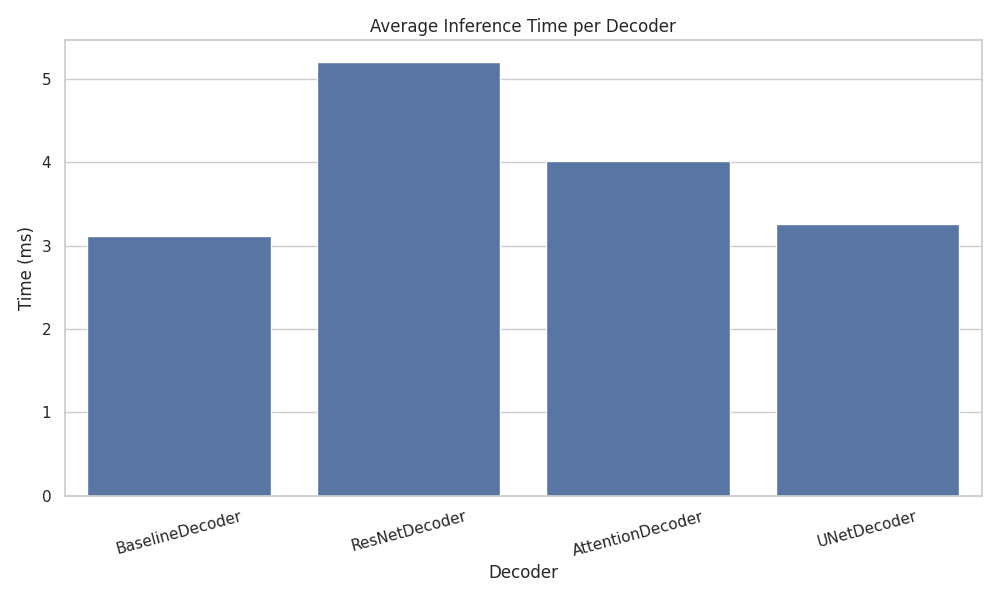 Average Inference Time per Decoder
Time (ms)
5
4
3
2
1
0
BaselineDecoder
ResNetDecoder
AttentionDecoder
UNetDecoder
Decoder